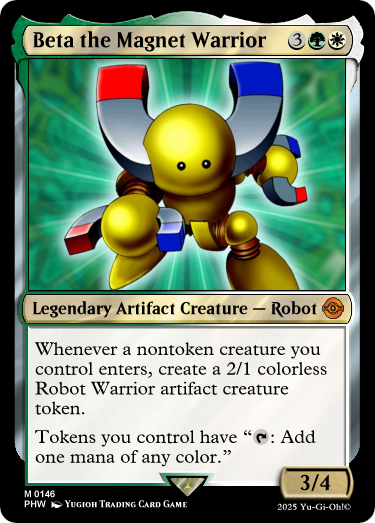 Beta the Magnet Warrior 3
Legendary Artifact Creature — Robot
Whenever a nontoken creature you
control enters, create a 2/1 colorless
Robot Warrior artifact creature
token.
Tokens you control have “: Add
one mana of any color.”
3/4
M 0146
PHW Yugioh Trading Card Game
2025 Yu-Gi-Oh!©